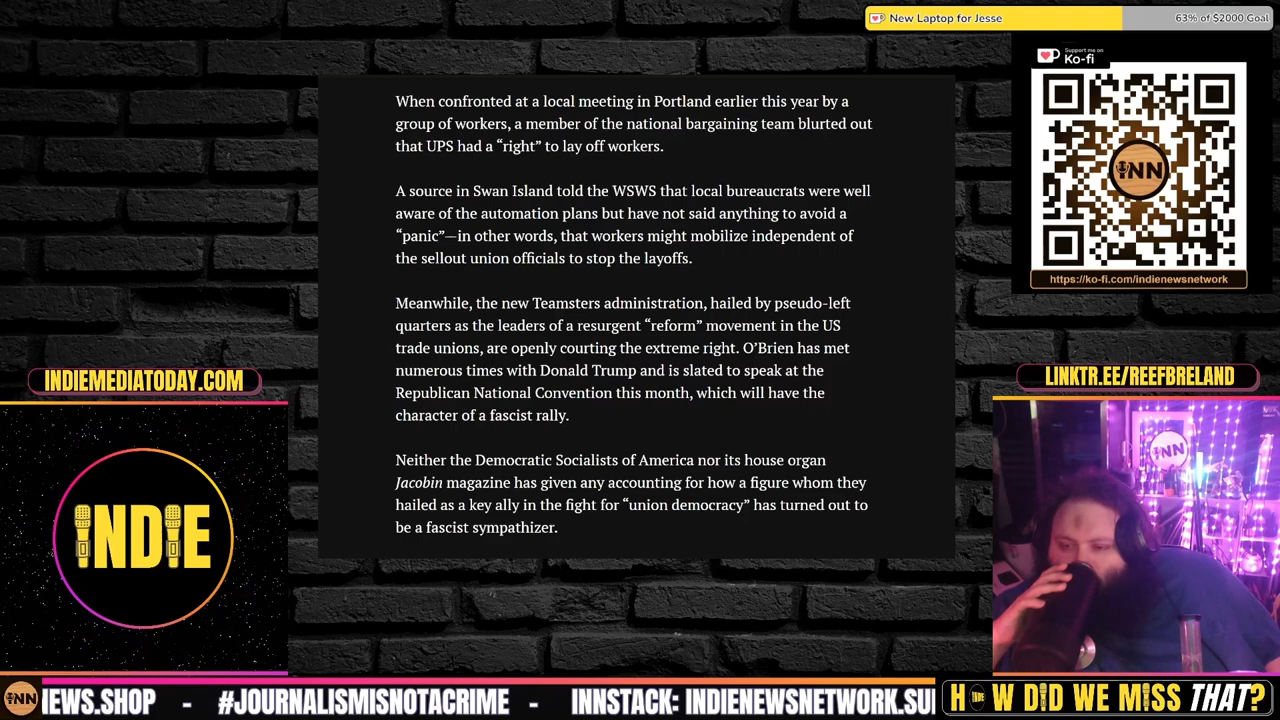 New Laptop for Jesse
63% of $2000 Goal
Support me on
Ko-fi
INN
https://ko-fi.com/indienewsnetwork
When confronted at a local meeting in Portland earlier this year by a
group of workers, a member of the national bargaining team blurted out
that UPS had a “right” to lay off workers.
A source in Swan Island told the WSWS that local bureaucrats were well
aware of the automation plans but have not said anything to avoid a
“panic”—in other words, that workers might mobilize independent of
the sellout union officials to stop the layoffs.
Meanwhile, the new Teamsters administration, hailed by pseudo-left
quarters as the leaders of a resurgent “reform” movement in the US
trade unions, are openly courting the extreme right. O’Brien has met
numerous times with Donald Trump and is slated to speak at the
Republican National Convention this month, which will have the
character of a fascist rally.
Neither the Democratic Socialists of America nor its house organ
Jacobin magazine has given any accounting for how a figure whom they
hailed as a key ally in the fight for “union democracy” has turned out to
be a fascist sympathizer.
INDIEMEDIATODAY.COM
LINKTR.EE/REEFBRELAND
INDIE
INN
INN
IEWS.SHOP - #JOURNALISMISNOTACRIME - INNSTACK: INDIENEWSNETWORK.SU
HOW DID WE MISS THAT?